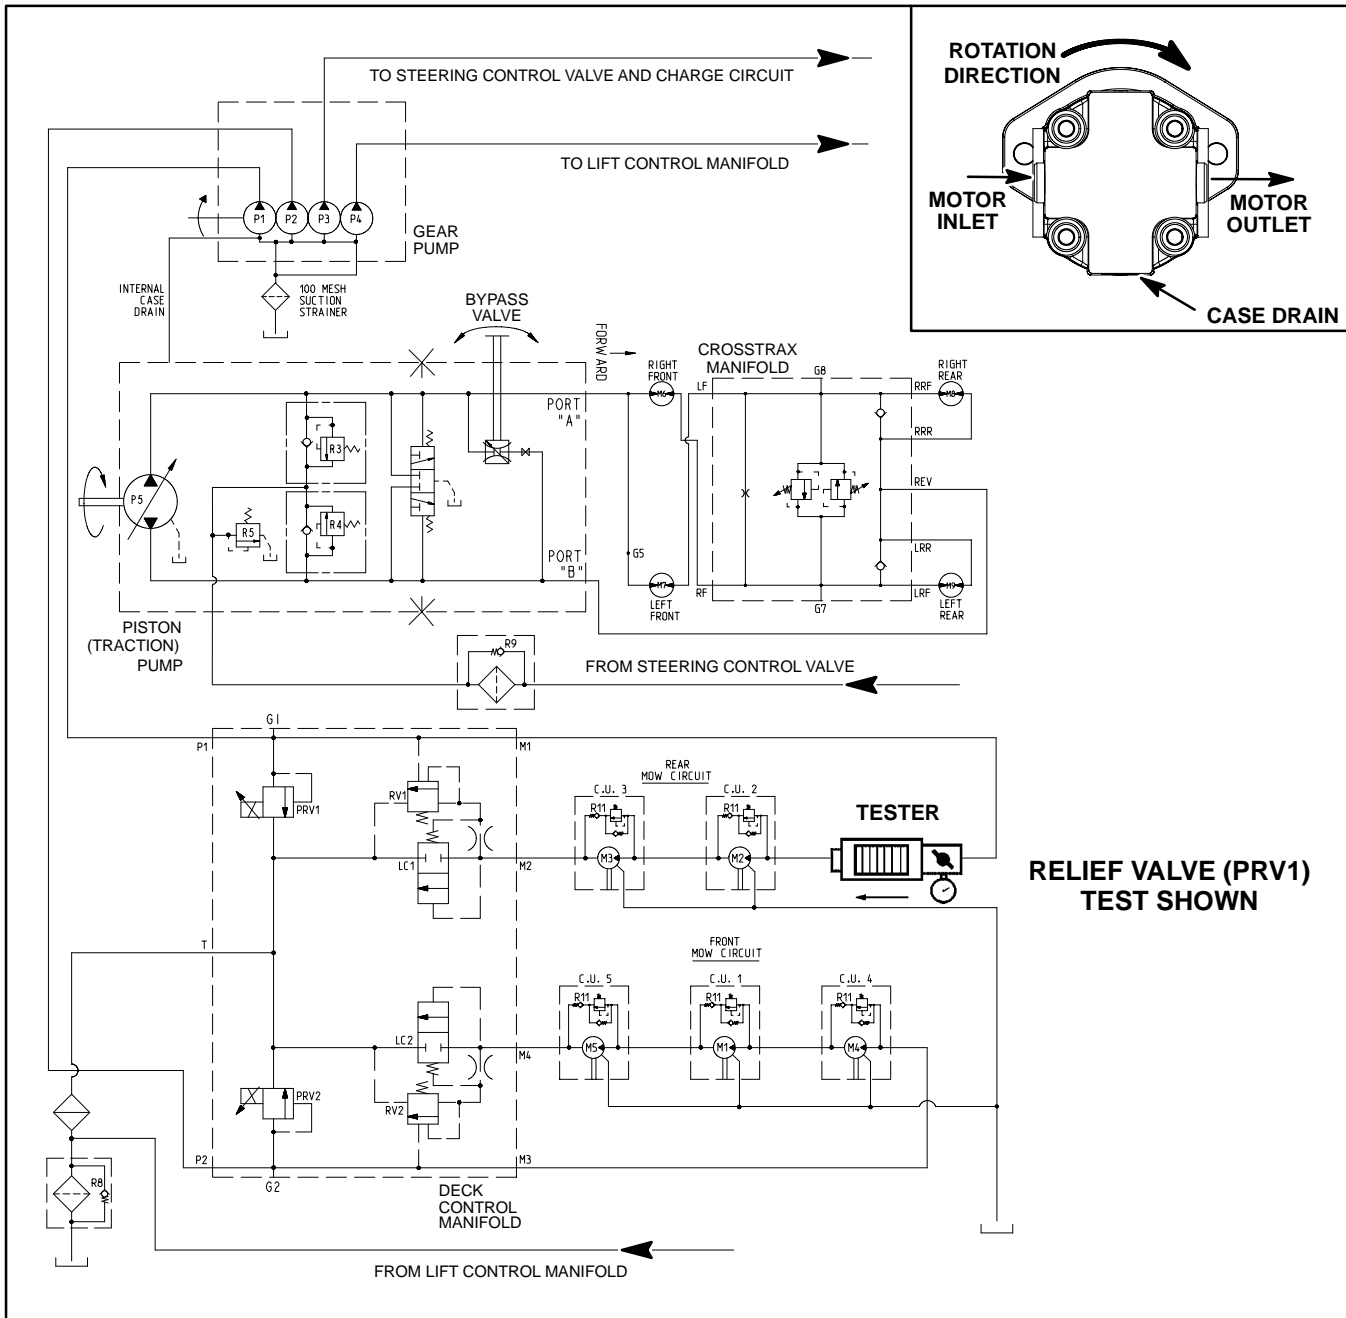 ROTATION
DIRECTION
MOTOR
INLET
MOTOR
OUTLET
CASE DRAIN
TO STEERING CONTROL VALVE AND CHARGE CIRCUIT
TO LIFT CONTROL MANIFOLD
P1
P2
P3
P4
GEAR
PUMP
INTERNAL
CASE
DRAIN
100 MESH
SUCTION
STRAINER
BYPASS
VALVE
FORWARD
PORT
"A"
RIGHT
FRONT
M6
CROSSTRAX
MANIFOLD
G8
LF
RRF
RIGHT
REAR
M8
RRR
R3
P5
R5
R4
REV
G5
LRR
PORT
"B"
M7
LEFT
FRONT
RF
G7
LRF
M9
LEFT
REAR
PISTON
(TRACTION)
PUMP
R9
FROM STEERING CONTROL VALVE
G1
P1
M1
PRV1
RV1
LC1
M2
REAR
MOW CIRCUIT
C.U. 3
R11
M3
C.U. 2
R11
M2
TESTER
RELIEF VALVE (PRV1)
TEST SHOWN
T
FRONT
MOW CIRCUIT
C.U. 5
R11
M5
C.U. 1
R11
M1
C.U. 4
R11
M4
LC2
M4
PRV2
RV2
P2
M3
G2
DECK
CONTROL
MANIFOLD
R8
FROM LIFT CONTROL MANIFOLD